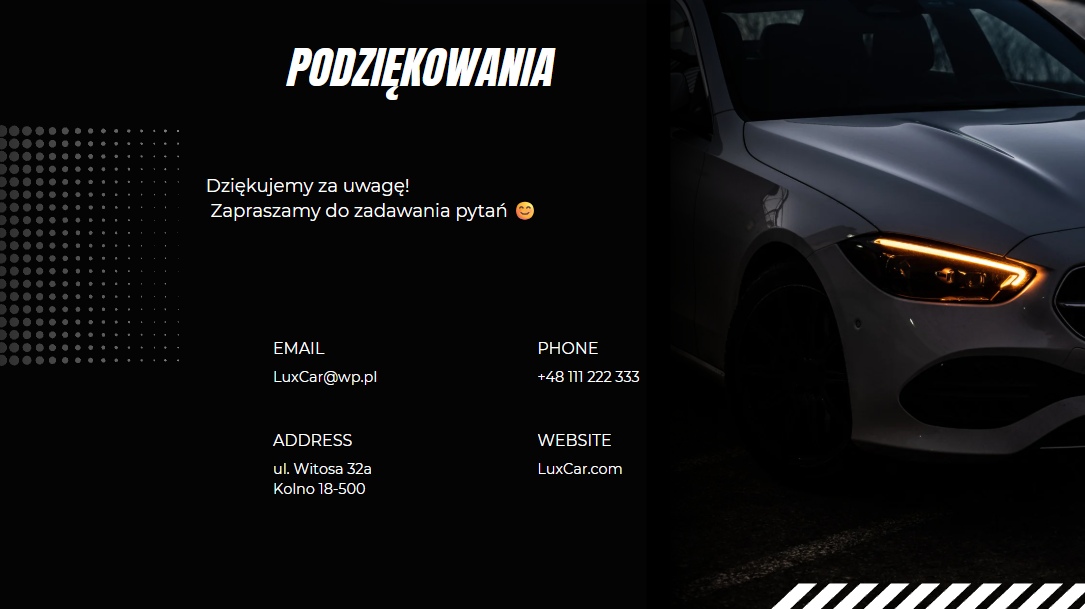 PODZIĘKOWANIA
Dziękujemy za uwagę!
Zapraszamy do zadawania pytań 😊
EMAIL
LuxCar@wp.pl
PHONE
+48 111 222 333
ADDRESS
ul. Witosa 32a
Kolno 18-500
WEBSITE
LuxCar.com